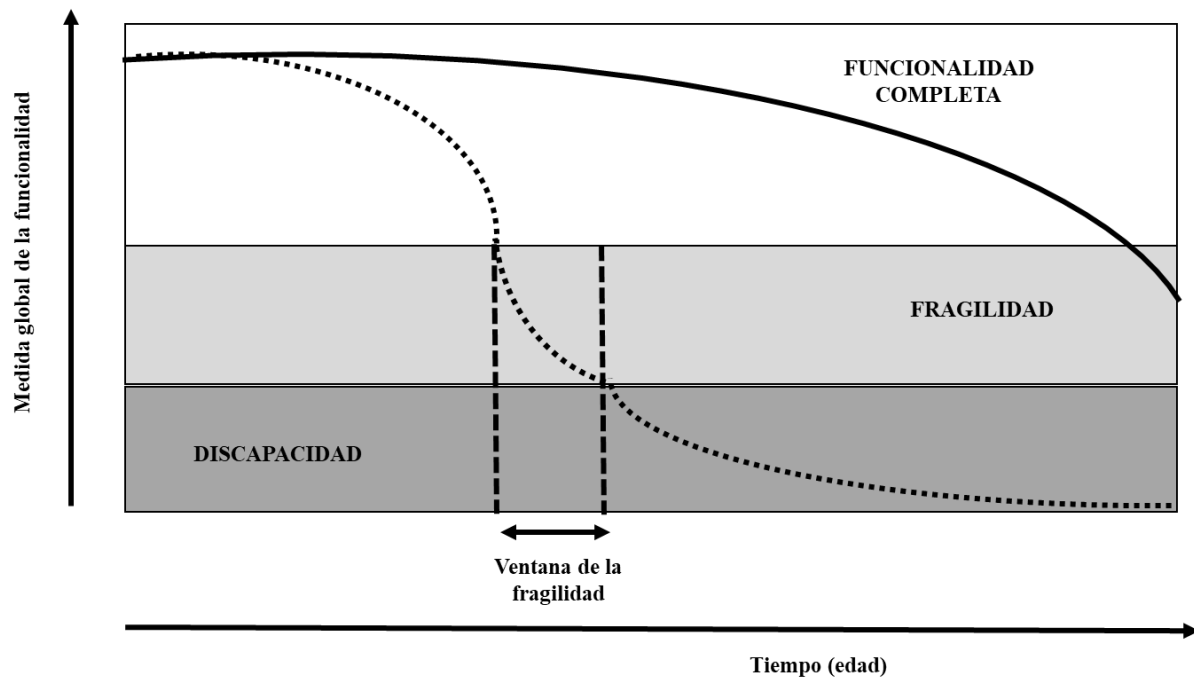 Medida global de la funcionalidad
FUNCIONALIDAD
COMPLETA
FRAGILIDAD
DISCAPACIDAD
Ventana de la
fragilidad
Tiempo (edad)